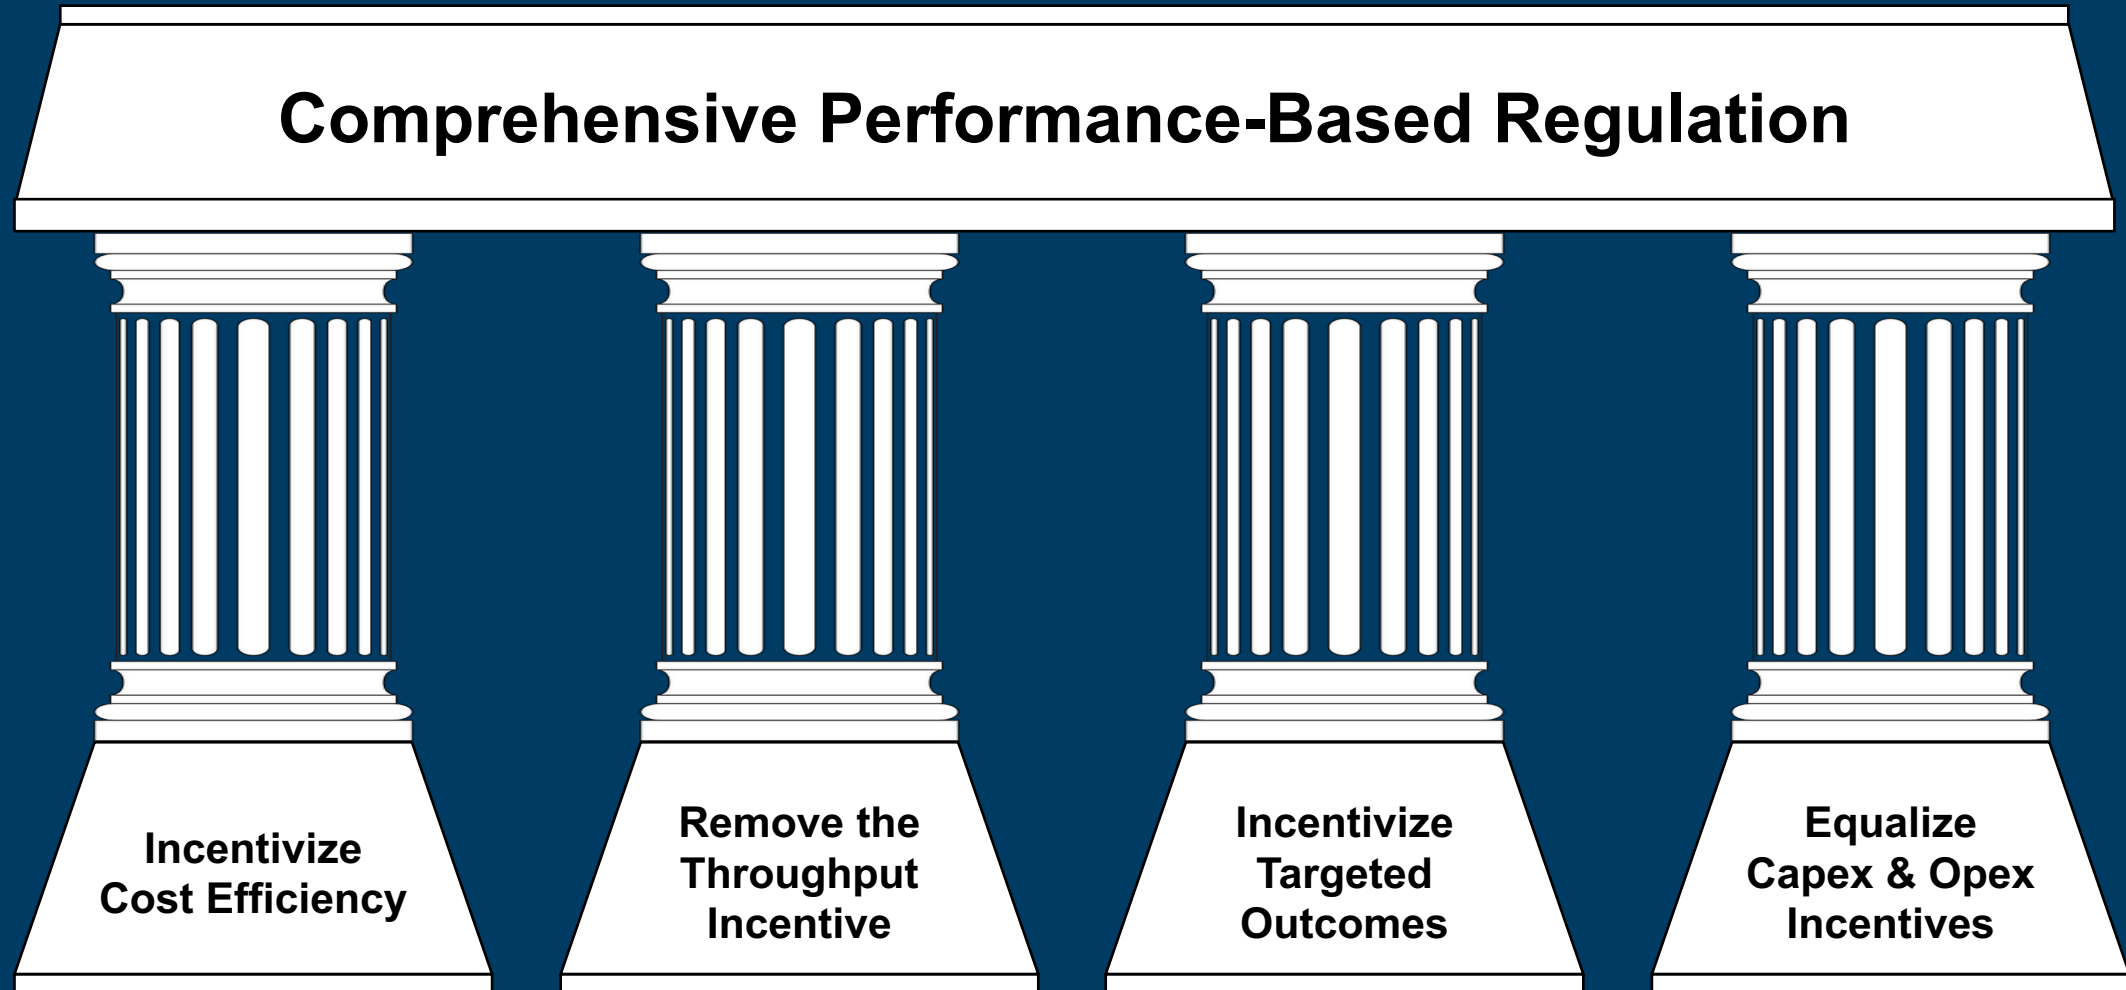 Comprehensive Performance-Based Regulation
Incentivize
Cost Efficiency
Remove the
Throughput
Incentive
Incentivize
Targeted
Outcomes
Equalize
Capex & Opex
Incentives